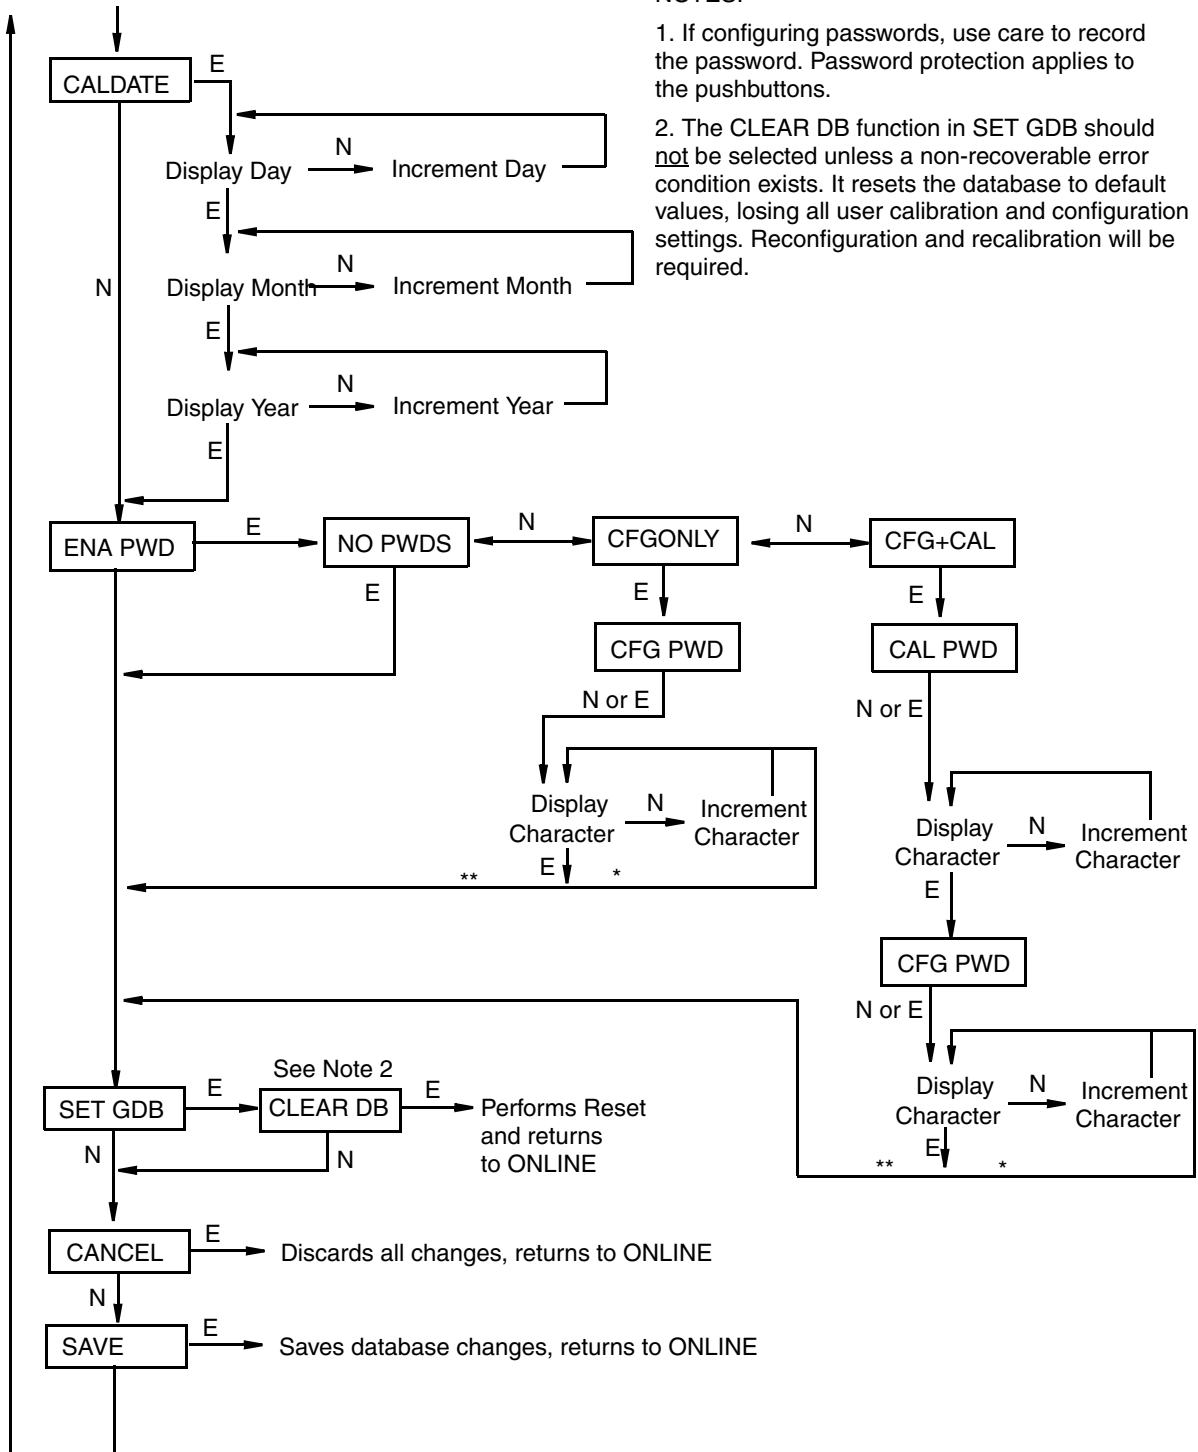 NOTES:
1. If configuring passwords, use care to record
the password. Password protection applies to
the pushbuttons.
2. The CLEAR DB function in SET GDB should
not be selected unless a non-recoverable error
condition exists. It resets the database to default
values, losing all user calibration and configuration
settings. Reconfiguration and recalibration will be
required.
CALDATE
E
Display Day
N
Increment Day
E
N
Display Month
N
Increment Month
E
Display Year
N
Increment Year
E
ENA PWD
E
NO PWDS
N
CFGONLY
N
CFG+CAL
E
E
E
CFG PWD
CAL PWD
N or E
N or E
Display
Character
N
Increment
Character
E
**
*
Display
Character
N
Increment
Character
E
CFG PWD
N or E
Display
Character
N
Increment
Character
E
**
*
See Note 2
SET GDB
E
CLEAR DB
E
Performs Reset
and returns
to ONLINE
N
N
CANCEL
E
Discards all changes, returns to ONLINE
N
SAVE
E
Saves database changes, returns to ONLINE